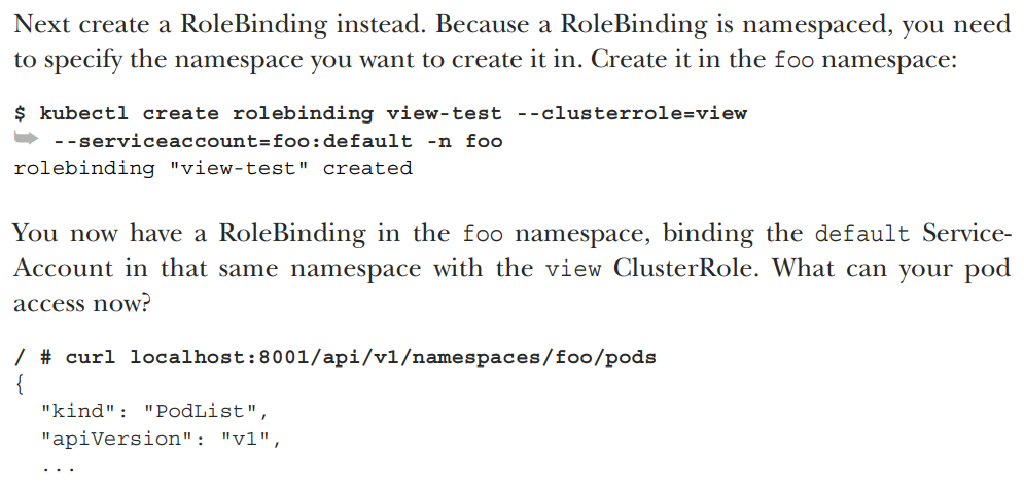 Next create a RoleBinding instead. Because a RoleBinding is namespaced, you need
to specify the namespace you want to create it in. Create it in the foo namespace:
$ kubectl create rolebinding view-test --clusterrole=view
➥ --serviceaccount=foo:default -n foo
rolebinding "view-test" created
You now have a RoleBinding in the foo namespace, binding the default Service-
Account in that same namespace with the view ClusterRole. What can your pod
access now?
/ # curl localhost:8001/api/v1/namespaces/foo/pods
{
  "kind": "PodList",
  "apiVersion": "v1",
  ...